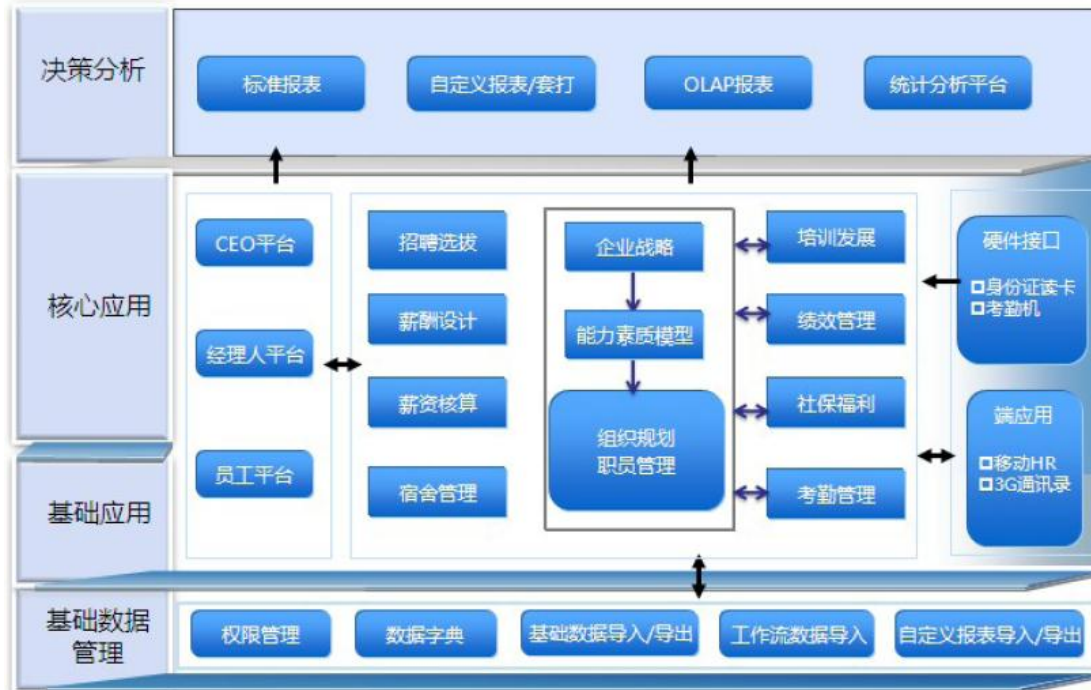 决策分析
标准报表
自定义报表/套打
OLAP报表
统计分析平台
核心应用
CEO平台
经理人平台
招聘选拔
薪酬设计
薪资核算
企业战略
能力素质模型
培训发展
绩效管理
社保福利
硬件接口
身份证读卡
考勤机
基础应用
员工平台
宿舍管理
组织规划
职员管理
考勤管理
端应用
移动HR
3G通讯录
基础数据
管理
权限管理
数据字典
基础数据导入/导出
工作流数据导入
自定义报表导入/导出